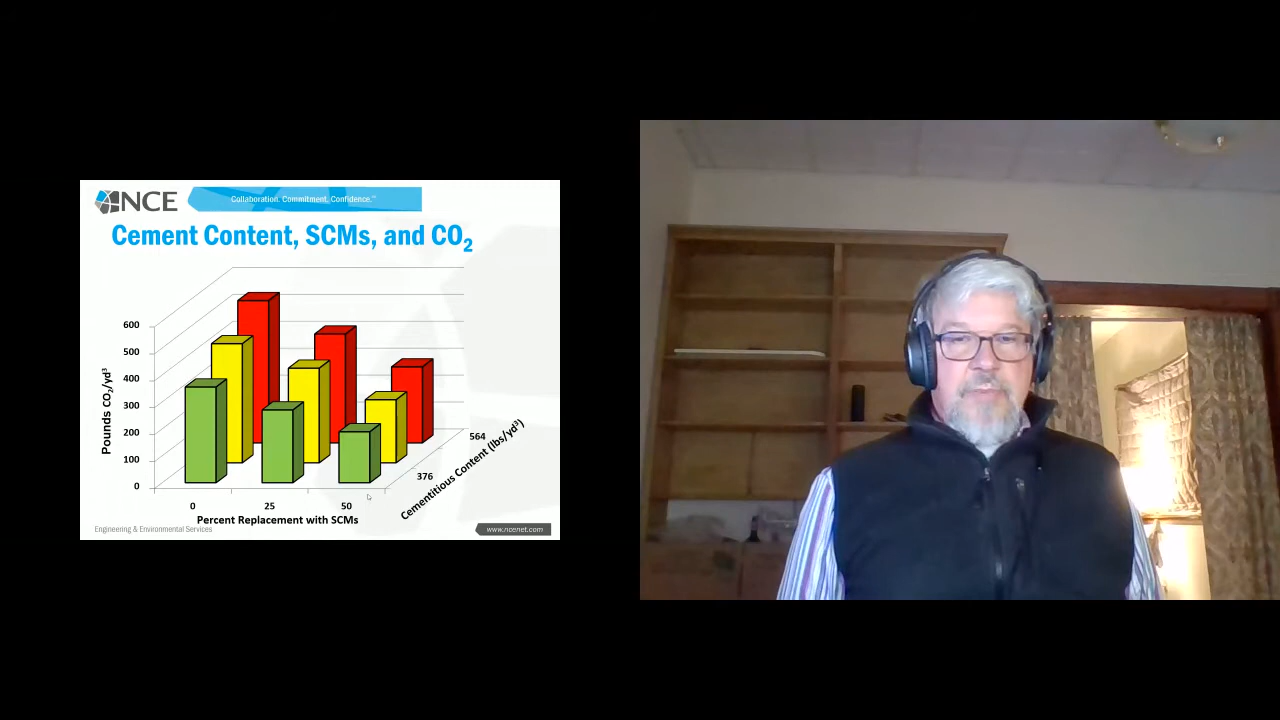 NCE
Collaboration. Commitment. Confidence.™
Cement Content, SCMs, and CO₂
600
500
400
300
200
100
0
Pounds CO₂/yd³
0 25 50
Percent Replacement with SCMs
376
564
Cementitious Content (lbs/yd³)
Engineering & Environmental Services
www.ncenet.com